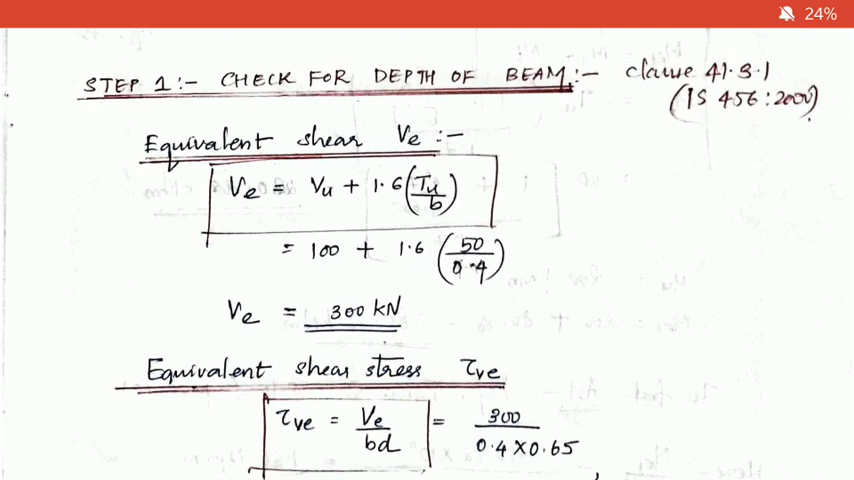 24%
STEP 1:- CHECK FOR DEPTH OF BEAM:- Clause 41.3.1
(IS 456:2000)
Equivalent shear Ve :-
Ve = Vu + 1.6 (Tu/b)
= 100 + 1.6 (50/0.4)
Ve = 300 kN
Equivalent shear stress τve
τve = Ve/bd = 300/0.4×0.65